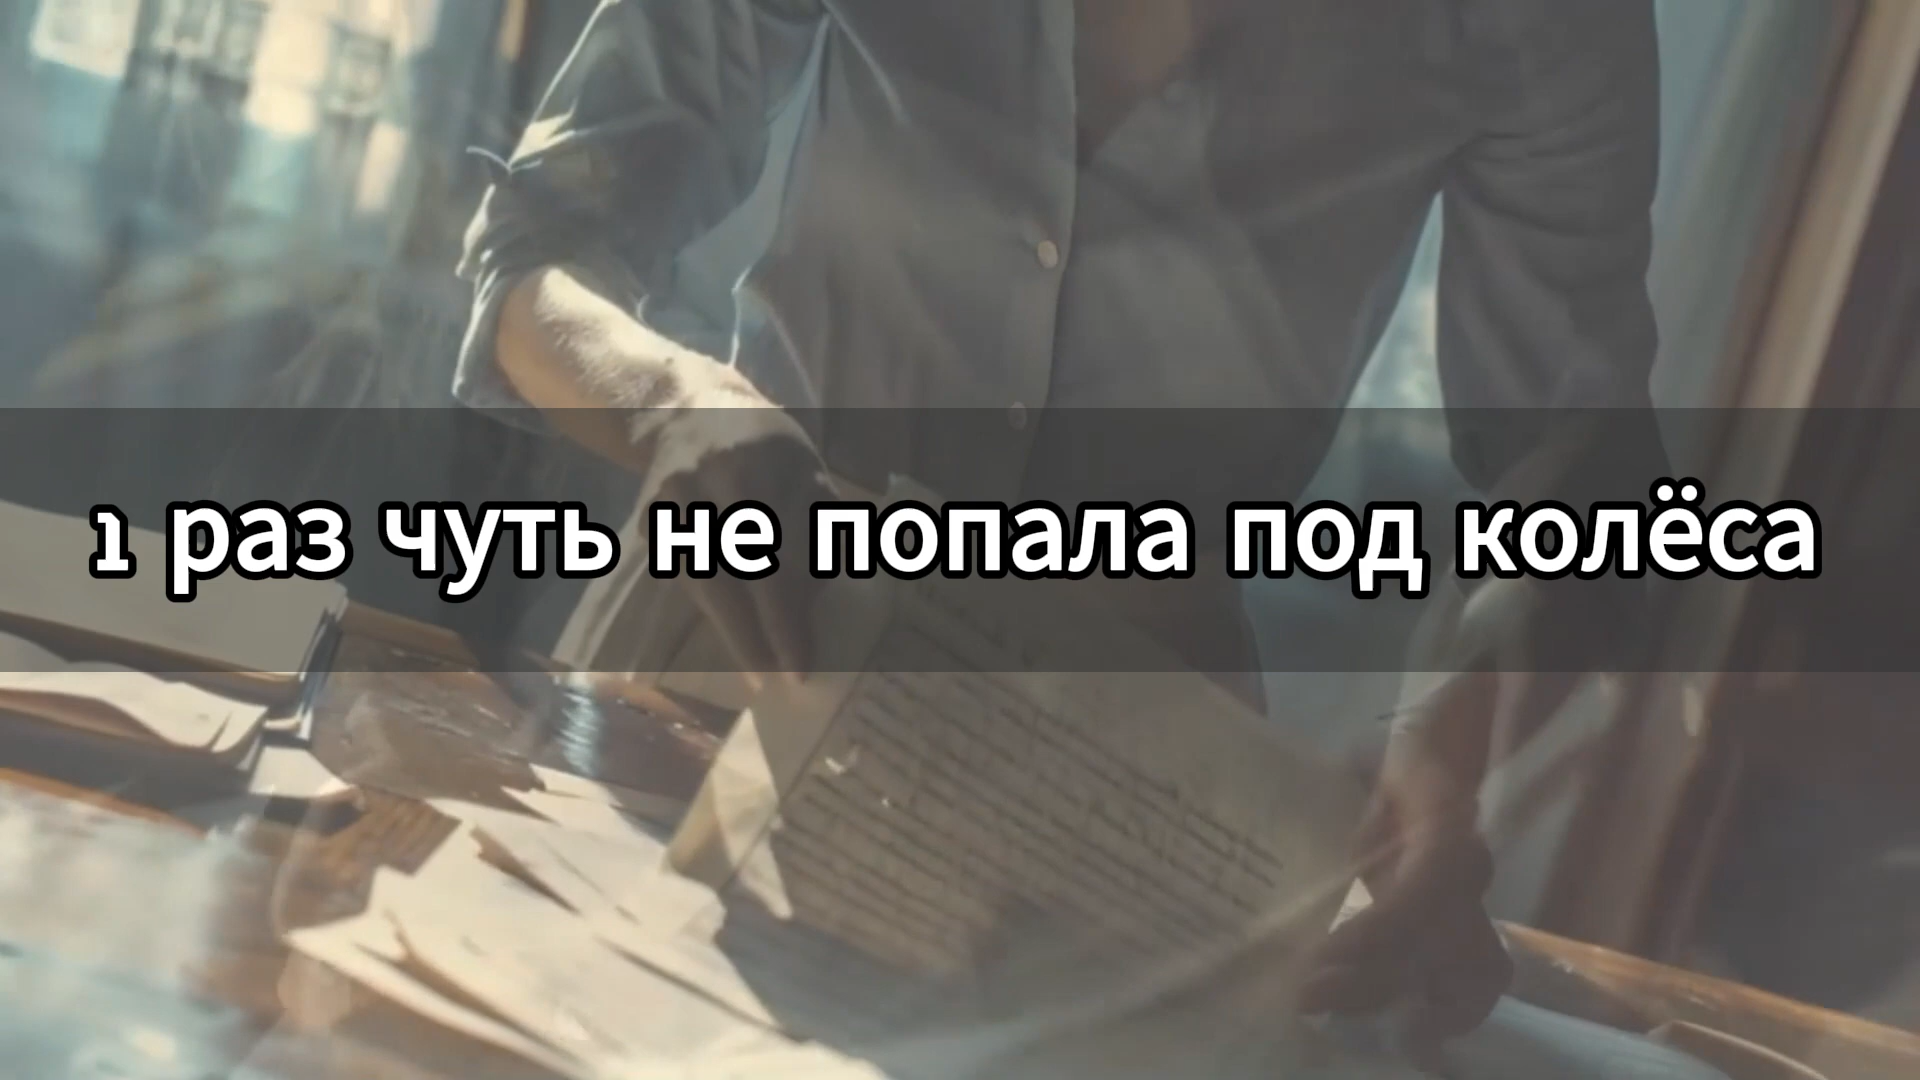 1 раз чуть не попала под колёса